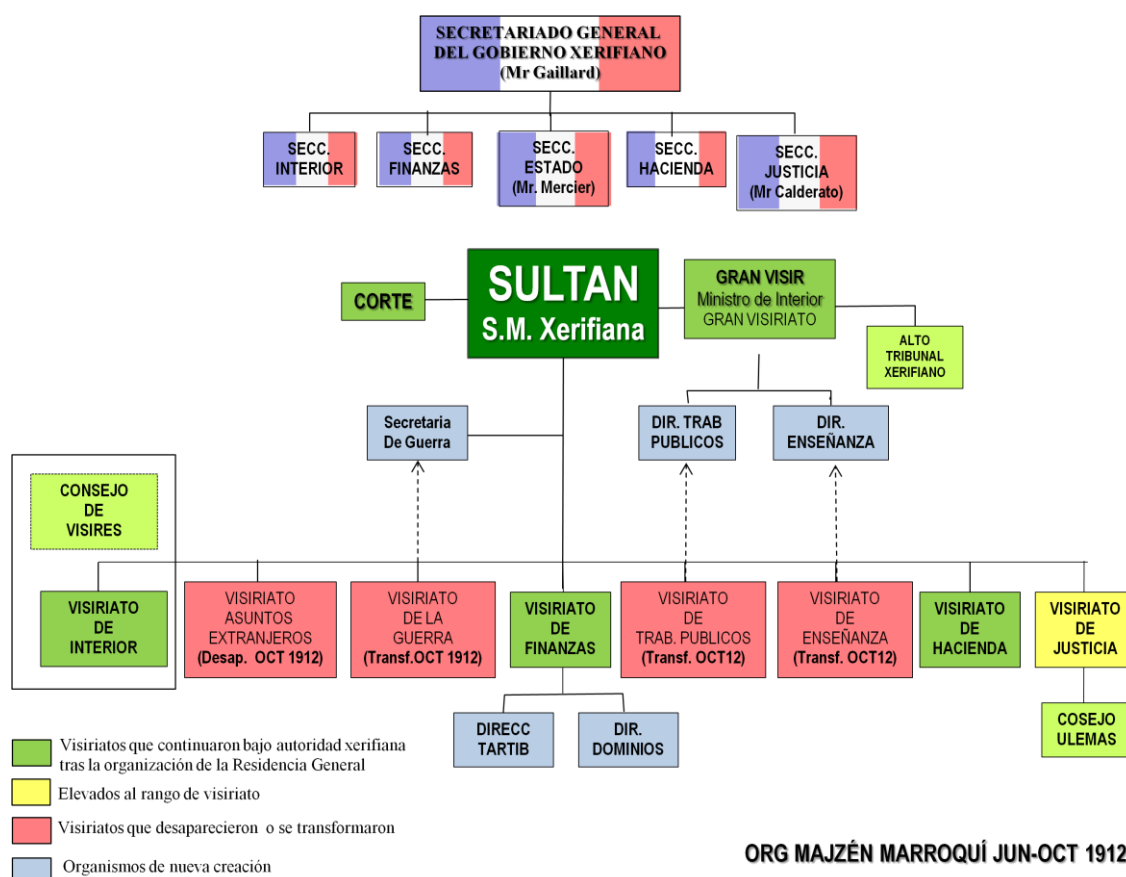 SECRETARIADO GENERAL
DEL GOBIERNO XERIFIANO
(Mr Gaillard)
SECC.
INTERIOR
SECC.
FINANZAS
SECC.
ESTADO
(Mr. Mercier)
SECC.
HACIENDA
SECC.
JUSTICIA
(Mr Calderato)
CORTE
SULTAN
S.M. Xerifiana
GRAN VISIR
Ministro de Interior
GRAN VISIRIATO
ALTO
TRIBUNAL
XERIFIANO
Secretaria
De Guerra
DIR. TRAB
PUBLICOS
DIR.
ENSEÑANZA
CONSEJO
DE
VISIRES
VISIRIATO
DE
INTERIOR
VISIRIATO
ASUNTOS
EXTRANJEROS
(Desap. OCT 1912)
VISIRIATO
DE LA
GUERRA
(Transf.OCT 1912)
VISIRIATO
DE
FINANZAS
VISIRIATO
DE
TRAB. PUBLICOS
(Transf. OCT12)
VISIRIATO
DE
ENSEÑANZA
(Transf. OCT12)
VISIRIATO
DE
HACIENDA
VISIRIATO
DE
JUSTICIA
DIRECC
TARTIB
DIR.
DOMINIOS
COSEJO
ULEMAS
Visiriatos que continuaron bajo autoridad xerifiana
tras la organización de la Residencia General
Elevados al rango de visiriato
Visiriatos que desaparecieron o se transformaron
Organismos de nueva creación
ORG MAJZÉN MARROQUÍ JUN-OCT 1912